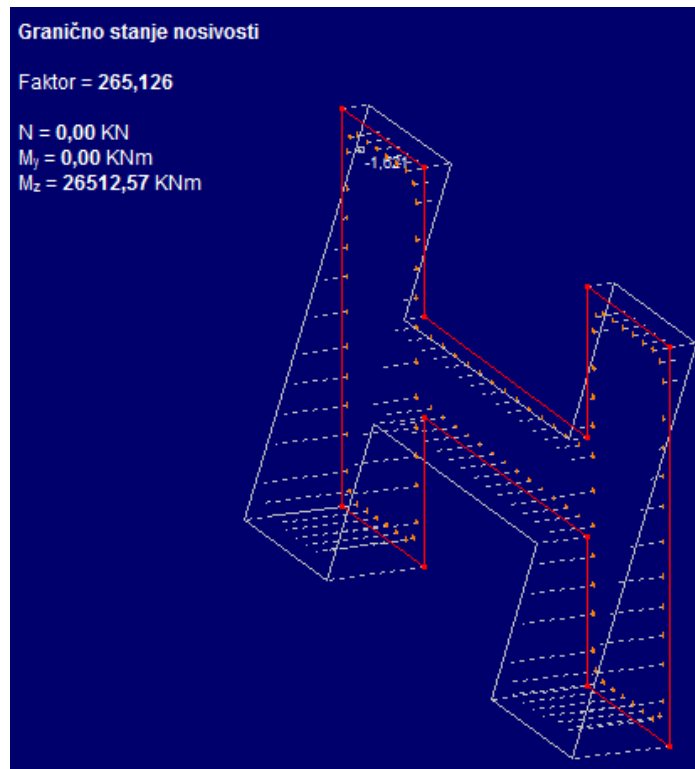 Granično stanje nosivosti
Faktor = 265,126
N = 0,00 KN
My = 0,00 KNm
Mz = 26512,57 KNm
-1,621